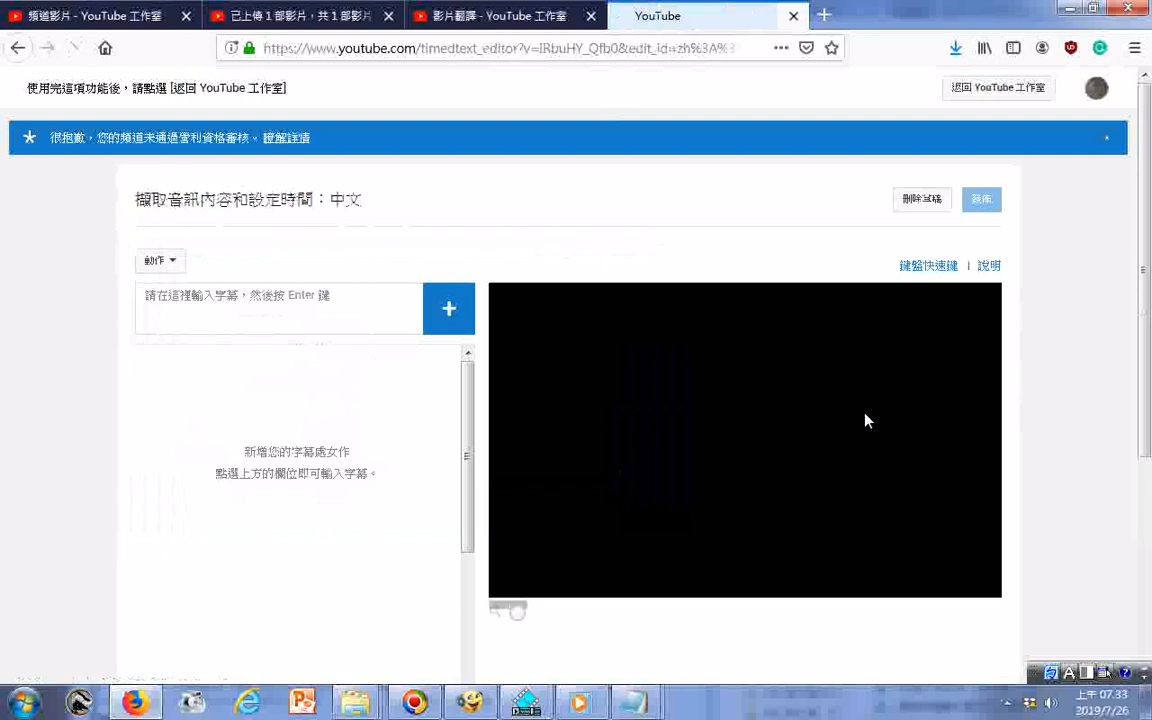 頻道影片 - YouTube 工作室
已上傳 1 部影片，共 1 部影片
影片翻譯 - YouTube 工作室
YouTube
https://www.youtube.com/timedtext_editor?v=IRbuHY_Qfb0&edit_id=zh%3A%
使用完這項功能後，請點選 [返回 YouTube 工作室]
返回 YouTube 工作室
很抱歉，您的頻道未通過營利資格審核。瞭解詳情
擷取音訊內容和設定時間：中文
刪除草稿
發佈
動作
鍵盤快速鍵 | 說明
請在這裡輸入字幕，然後按 Enter 鍵
新增您的字幕處女作
點選上方的欄位即可輸入字幕。
上午 07:33
2019/7/26